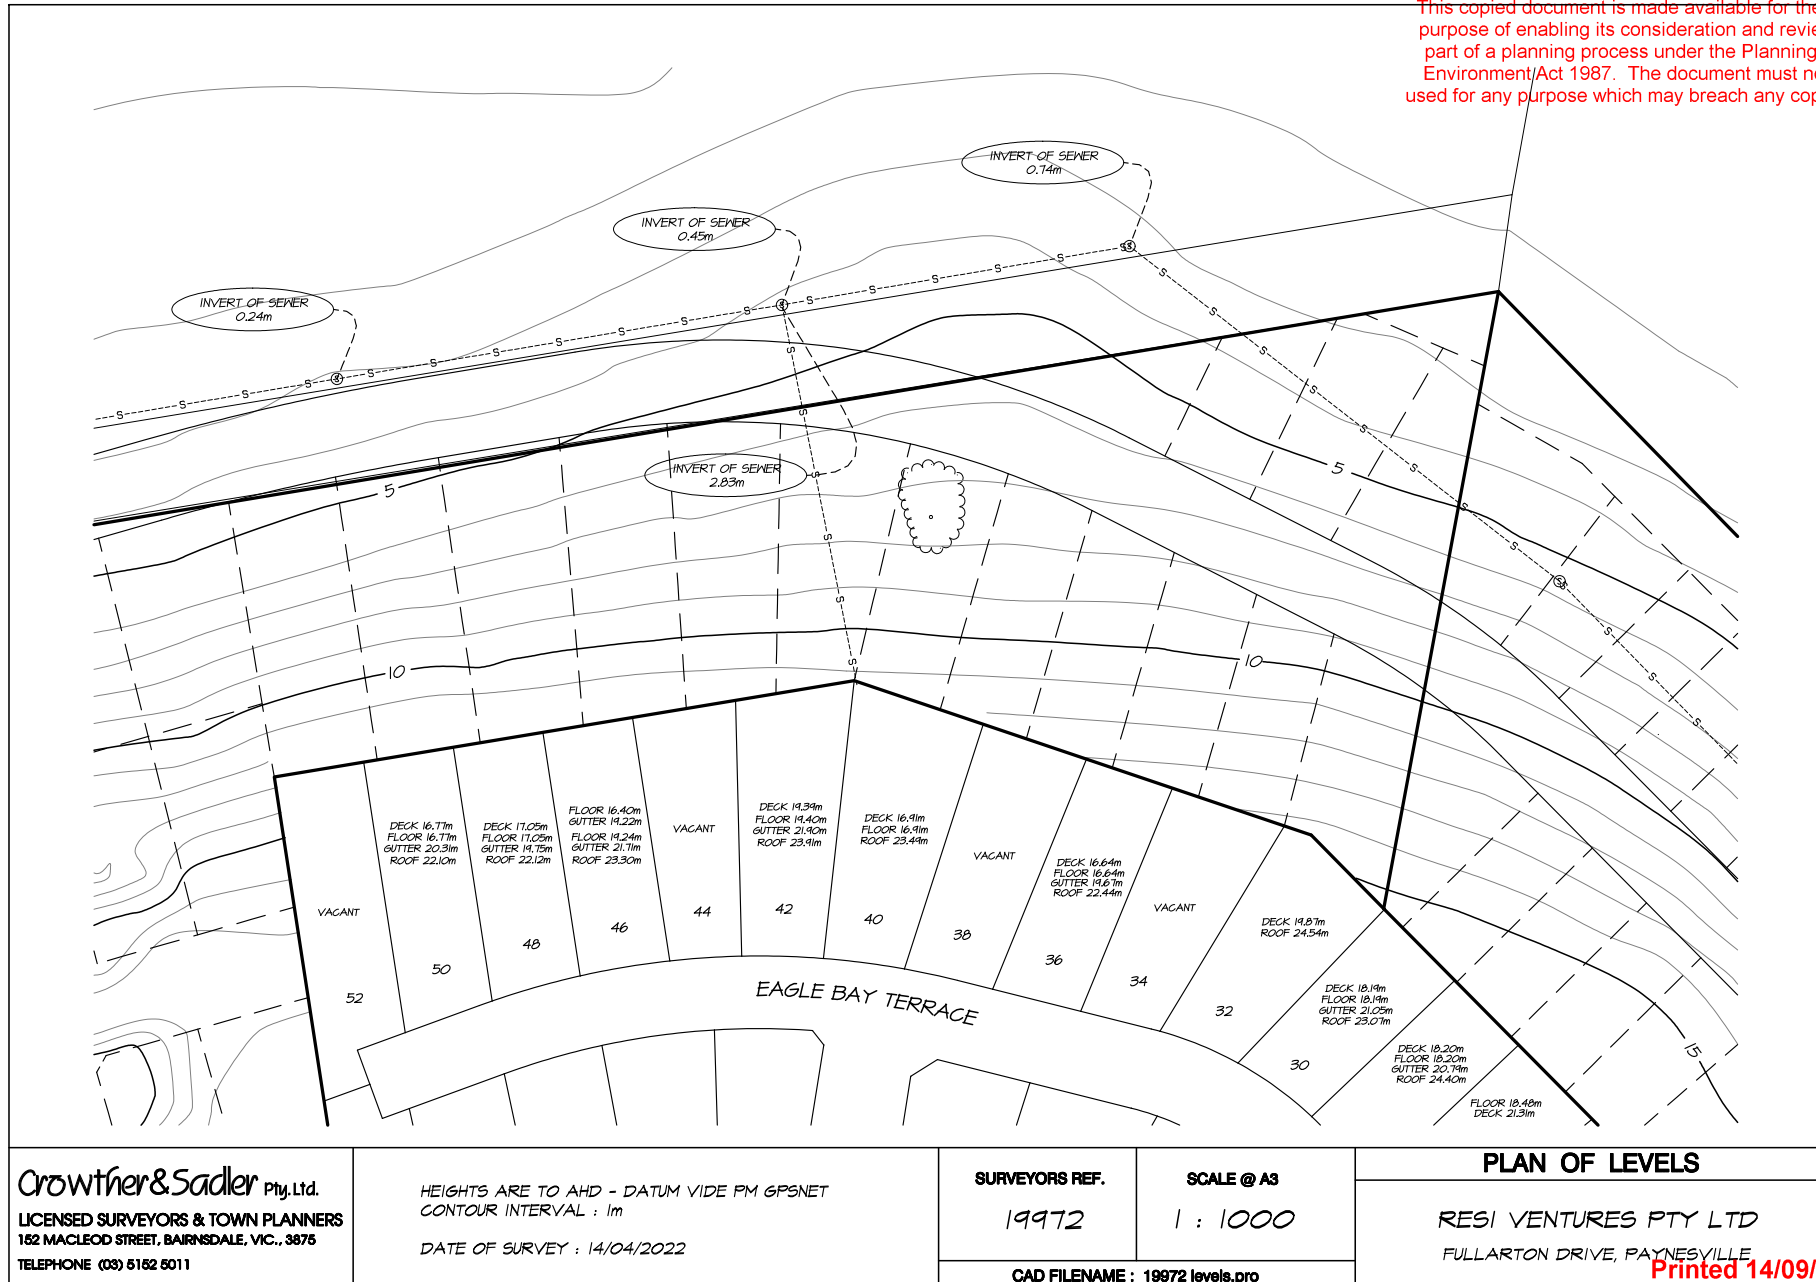 This copied document is made available for the
purpose of enabling its consideration and revie
part of a planning process under the Planning
Environment Act 1987.  The document must n
used for any purpose which may breach any cop
INVERT OF SEWER
0.74m
INVERT OF SEWER
0.45m
INVERT OF SEWER
0.24m
INVERT OF SEWER
2.83m
5
5
10
10
15
VACANT
52
DECK 16.77m
FLOOR 16.77m
GUTTER 20.31m
ROOF 22.10m
50
DECK 17.05m
FLOOR 17.05m
GUTTER 19.75m
ROOF 22.12m
48
FLOOR 16.40m
GUTTER 19.22m
FLOOR 19.24m
GUTTER 21.71m
ROOF 23.30m
46
VACANT
44
DECK 19.39m
FLOOR 19.40m
GUTTER 21.90m
ROOF 23.91m
42
DECK 16.91m
FLOOR 16.91m
ROOF 23.49m
40
VACANT
38
DECK 16.64m
FLOOR 16.64m
GUTTER 19.67m
ROOF 22.44m
36
VACANT
34
DECK 19.87m
ROOF 24.54m
32
DECK 18.19m
FLOOR 18.19m
GUTTER 21.05m
ROOF 23.07m
30
DECK 18.20m
FLOOR 18.20m
GUTTER 20.79m
ROOF 24.40m
FLOOR 18.48m
DECK 21.31m
EAGLE BAY TERRACE
Crowther&Sadler Pty.Ltd.
LICENSED SURVEYORS & TOWN PLANNERS
152 MACLEOD STREET, BAIRNSDALE, VIC., 3875
TELEPHONE (03) 5152 5011
HEIGHTS ARE TO AHD - DATUM VIDE PM GPSNET
CONTOUR INTERVAL : 1m
DATE OF SURVEY : 14/04/2022
SURVEYORS REF.
19972
SCALE @ A3
1 : 1000
CAD FILENAME : 19972 levels.pro
PLAN OF LEVELS
RESI VENTURES PTY LTD
FULLARTON DRIVE, PAYNESVILLE
Printed 14/09/